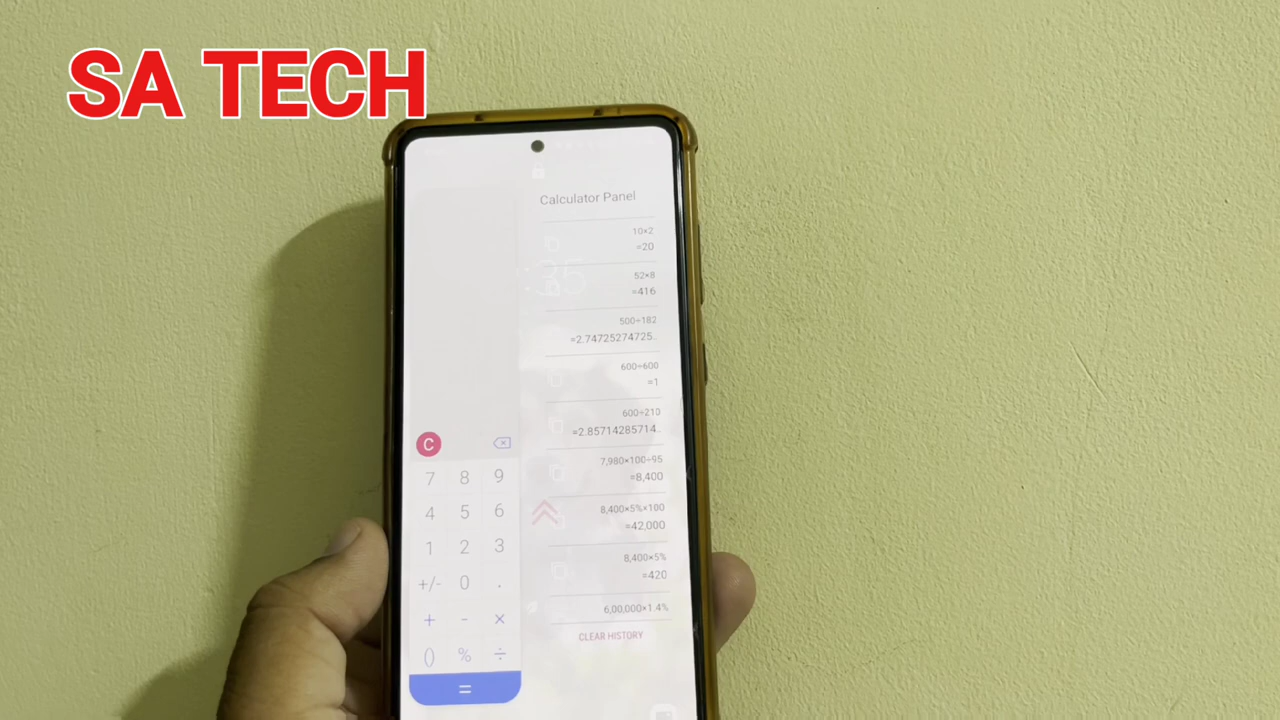 SA TECH
Calculator Panel
10×2
=20
:35
52×8
=416
500÷182
=2.74725274725..
600÷600
=1
600÷210
=2.85714285714..
7,980×100÷95
=8,400
8,400×5%×100
=42,000
8,400×5%
=420
6,00,000×1.4%
CLEAR HISTORY
C
7 8 9
4 5 6
1 2 3
+/- 0 .
+ - ×
() % ÷
=